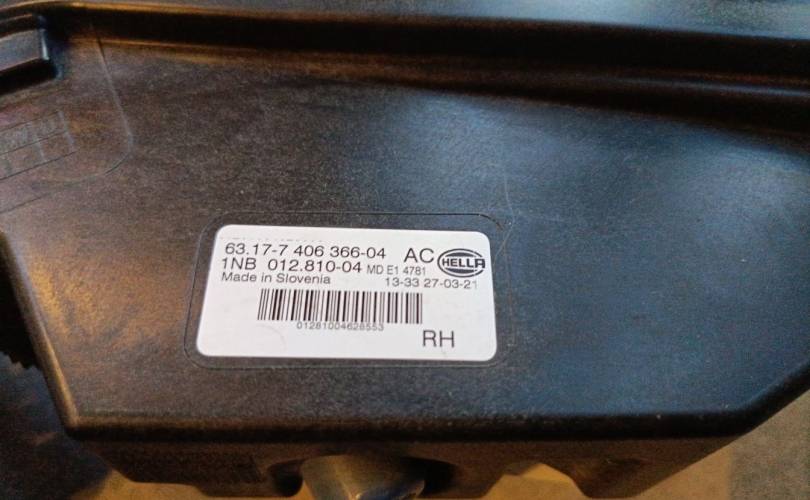 63.17-7 406 366-04 AC HELLA
1NB 012.810-04 MD E1 4781
Made in Slovenia 13-33 27-03-21
01281004628553
RH